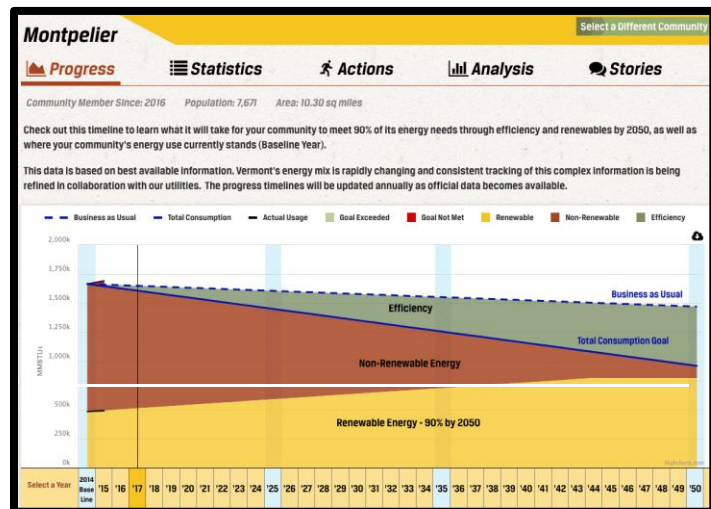 Montpelier
Select a Different Community
Progress
Statistics
Actions
Analysis
Stories
Community Member Since: 2016 Population: 7,671 Area: 10.30 sq miles
Check out this timeline to learn what it will take for your community to meet 90% of its energy needs through efficiency and renewables by 2050, as well as
where your community's energy use currently stands (Baseline Year).
This data is based on best available information. Vermont's energy mix is rapidly changing and consistent tracking of this complex information is being
refined in collaboration with our utilities. The progress timelines will be updated annually as official data becomes available.
Business as Usual Total Consumption Actual Usage Goal Exceeded Goal Not Met Renewable Non-Renewable Efficiency
2,000k
1,750k
1,500k
1,250k
1,000k
500k
250k
0k
MMBTUs
Business as Usual
Efficiency
Total Consumption Goal
Non-Renewable Energy
Renewable Energy - 90% by 2050
Highcharts.com
Select a Year
2014 Base Line
'15 '16 '17 '18 '19 '20 '21 '22 '23 '24 '25 '26 '27 '28 '29 '30 '31 '32 '33 '34 '35 '36 '37 '38 '39 '40 '41 '42 '43 '44 '45 '46 '47 '48 '49 '50